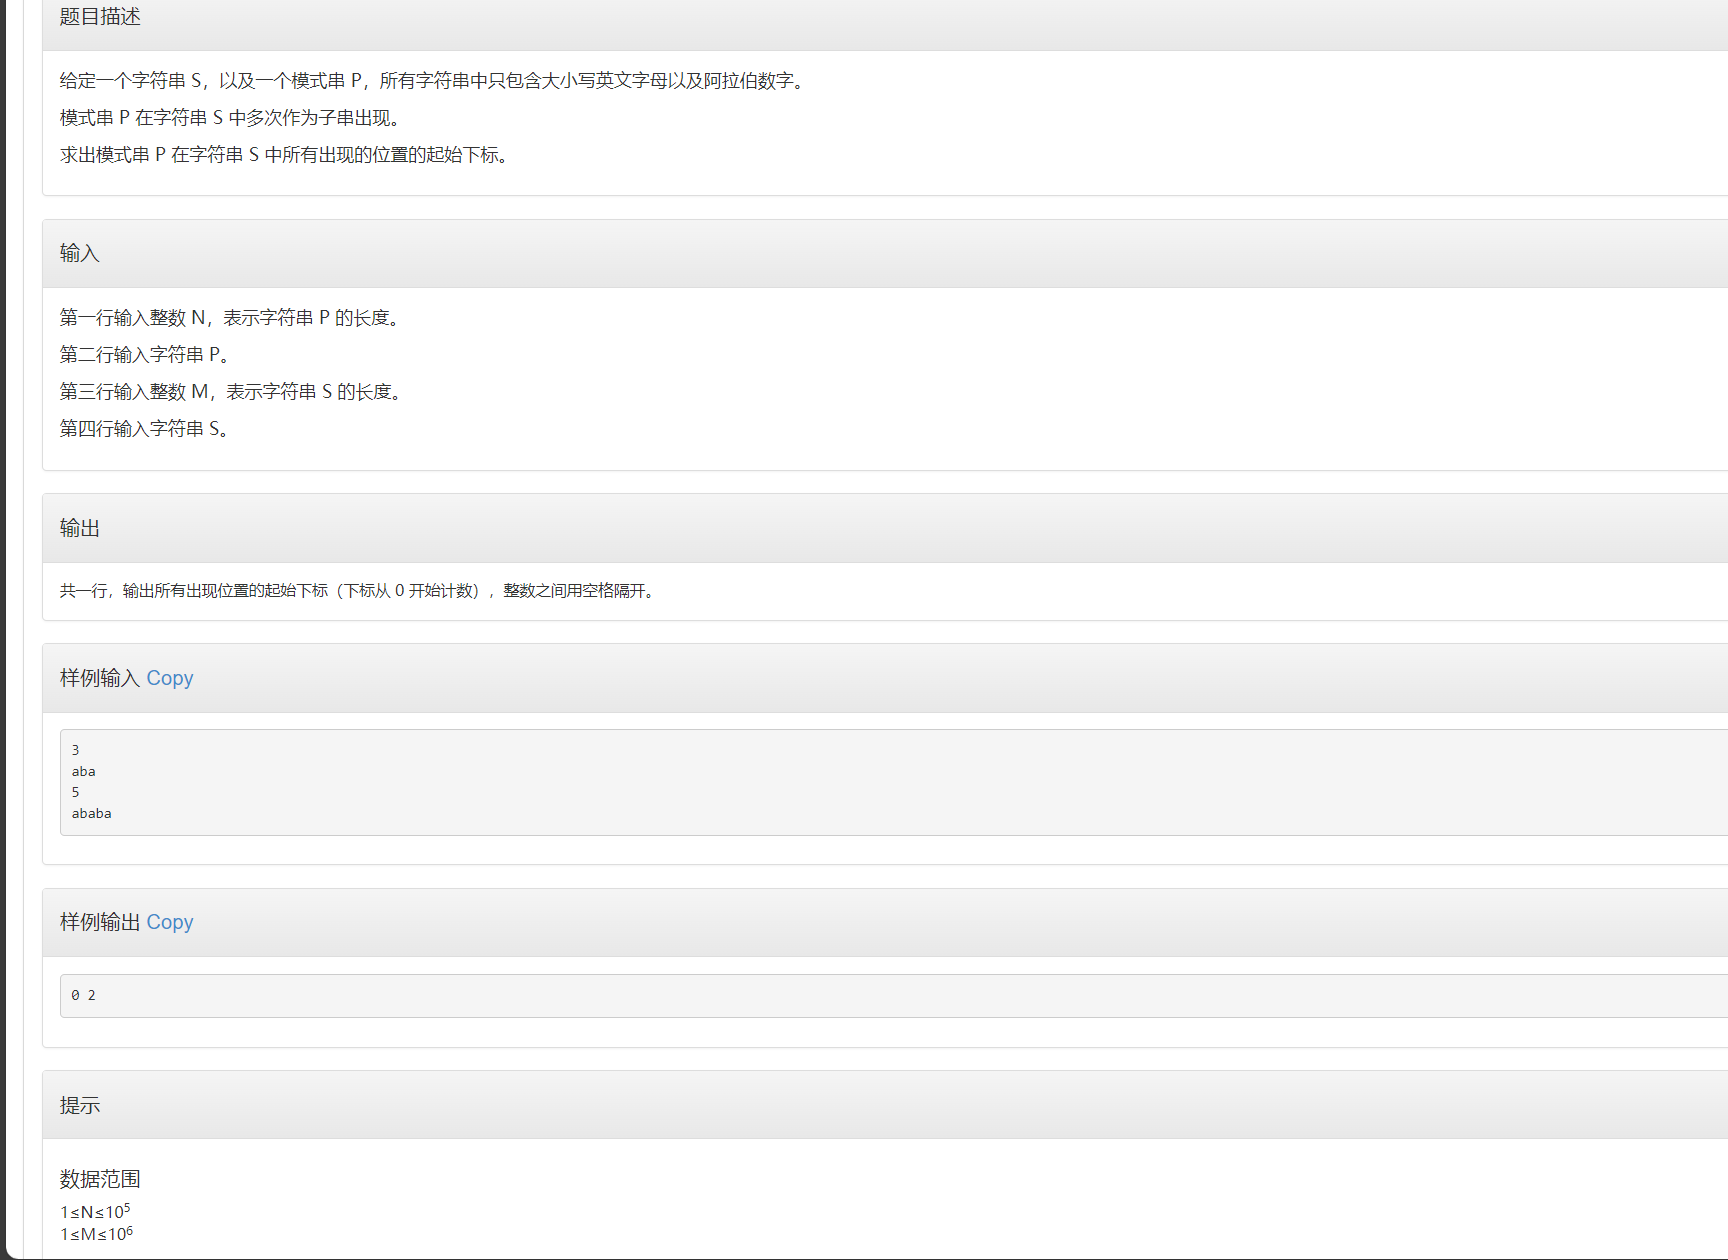 题目描述
给定一个字符串 S，以及一个模式串 P，所有字符串中只包含大小写英文字母以及阿拉伯数字。
模式串 P 在字符串 S 中多次作为子串出现。
求出模式串 P 在字符串 S 中所有出现的位置的起始下标。
输入
第一行输入整数 N，表示字符串 P 的长度。
第二行输入字符串 P。
第三行输入整数 M，表示字符串 S 的长度。
第四行输入字符串 S。
输出
共一行，输出所有出现位置的起始下标（下标从 0 开始计数），整数之间用空格隔开。
样例输入 Copy
3
aba
5
ababa
样例输出 Copy
0 2
提示
数据范围
1≤N≤10⁵
1≤M≤10⁶